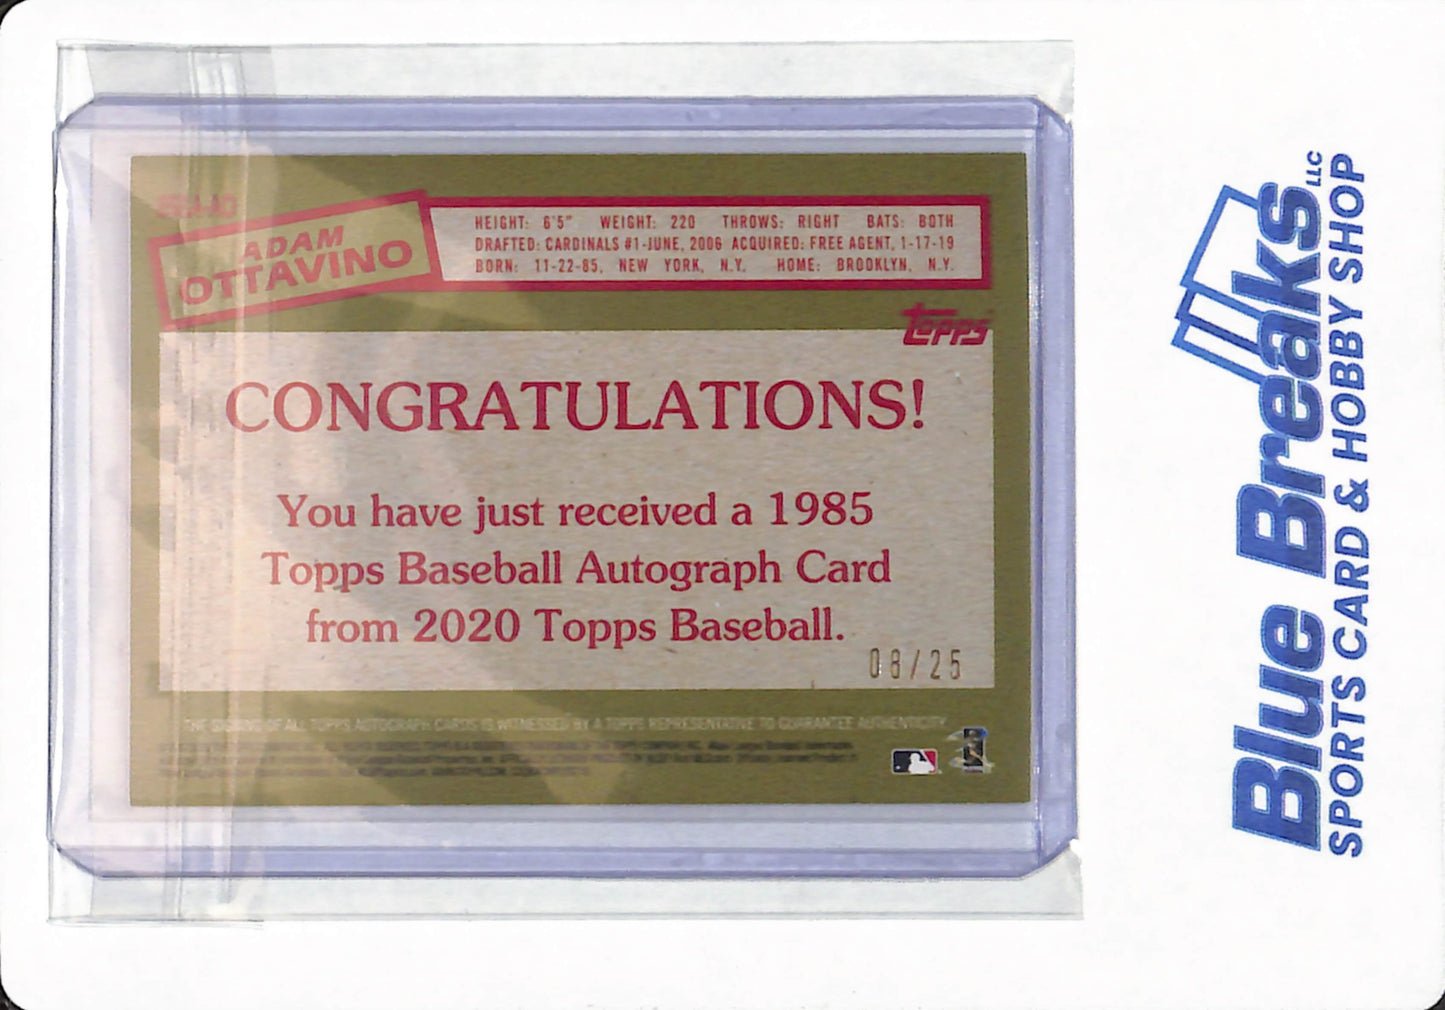 ADAM
OTTAVINO
HEIGHT: 6'5" WEIGHT: 220 THROWS: RIGHT BATS: BOTH
DRAFTED: CARDINALS #1-JUNE, 2006 ACQUIRED: FREE AGENT, 1-17-19
BORN: 11-22-85, NEW YORK, N.Y. HOME: BROOKLYN, N.Y.
Topps
CONGRATULATIONS!
You have just received a 1985
Topps Baseball Autograph Card
from 2020 Topps Baseball.
08/25
THE SIGNING OF ALL TOPPS AUTOGRAPH CARDS IS WITNESSED BY A TOPPS REPRESENTATIVE TO GUARANTEE AUTHENTICITY
Blue Breaks LLC
SPORTS CARD & HOBBY SHOP